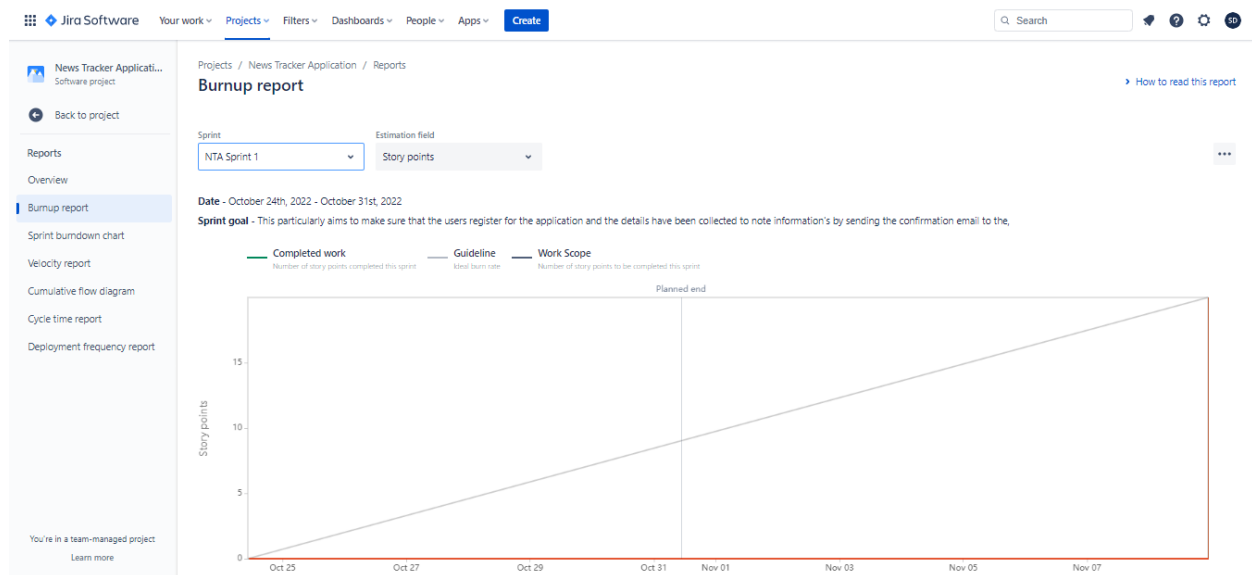 Jira Software Your work Projects Filters Dashboards People Apps Create Search SD
News Tracker Applicati...
Software project
Back to project
Reports
Overview
Burnup report
Sprint burndown chart
Velocity report
Cumulative flow diagram
Cycle time report
Deployment frequency report
You're in a team-managed project
Learn more
Projects / News Tracker Application / Reports
Burnup report
How to read this report
Sprint Estimation field
NTA Sprint 1 Story points
Date - October 24th, 2022 - October 31st, 2022
Sprint goal - This particularly aims to make sure that the users register for the application and the details have been collected to note information's by sending the confirmation email to the,
Completed work Guideline Work Scope
Number of story points completed this sprint Ideal burn rate Number of story points to be completed this sprint
Planned end
Story points
15
10
5
0
Oct 25 Oct 27 Oct 29 Oct 31 Nov 01 Nov 03 Nov 05 Nov 07